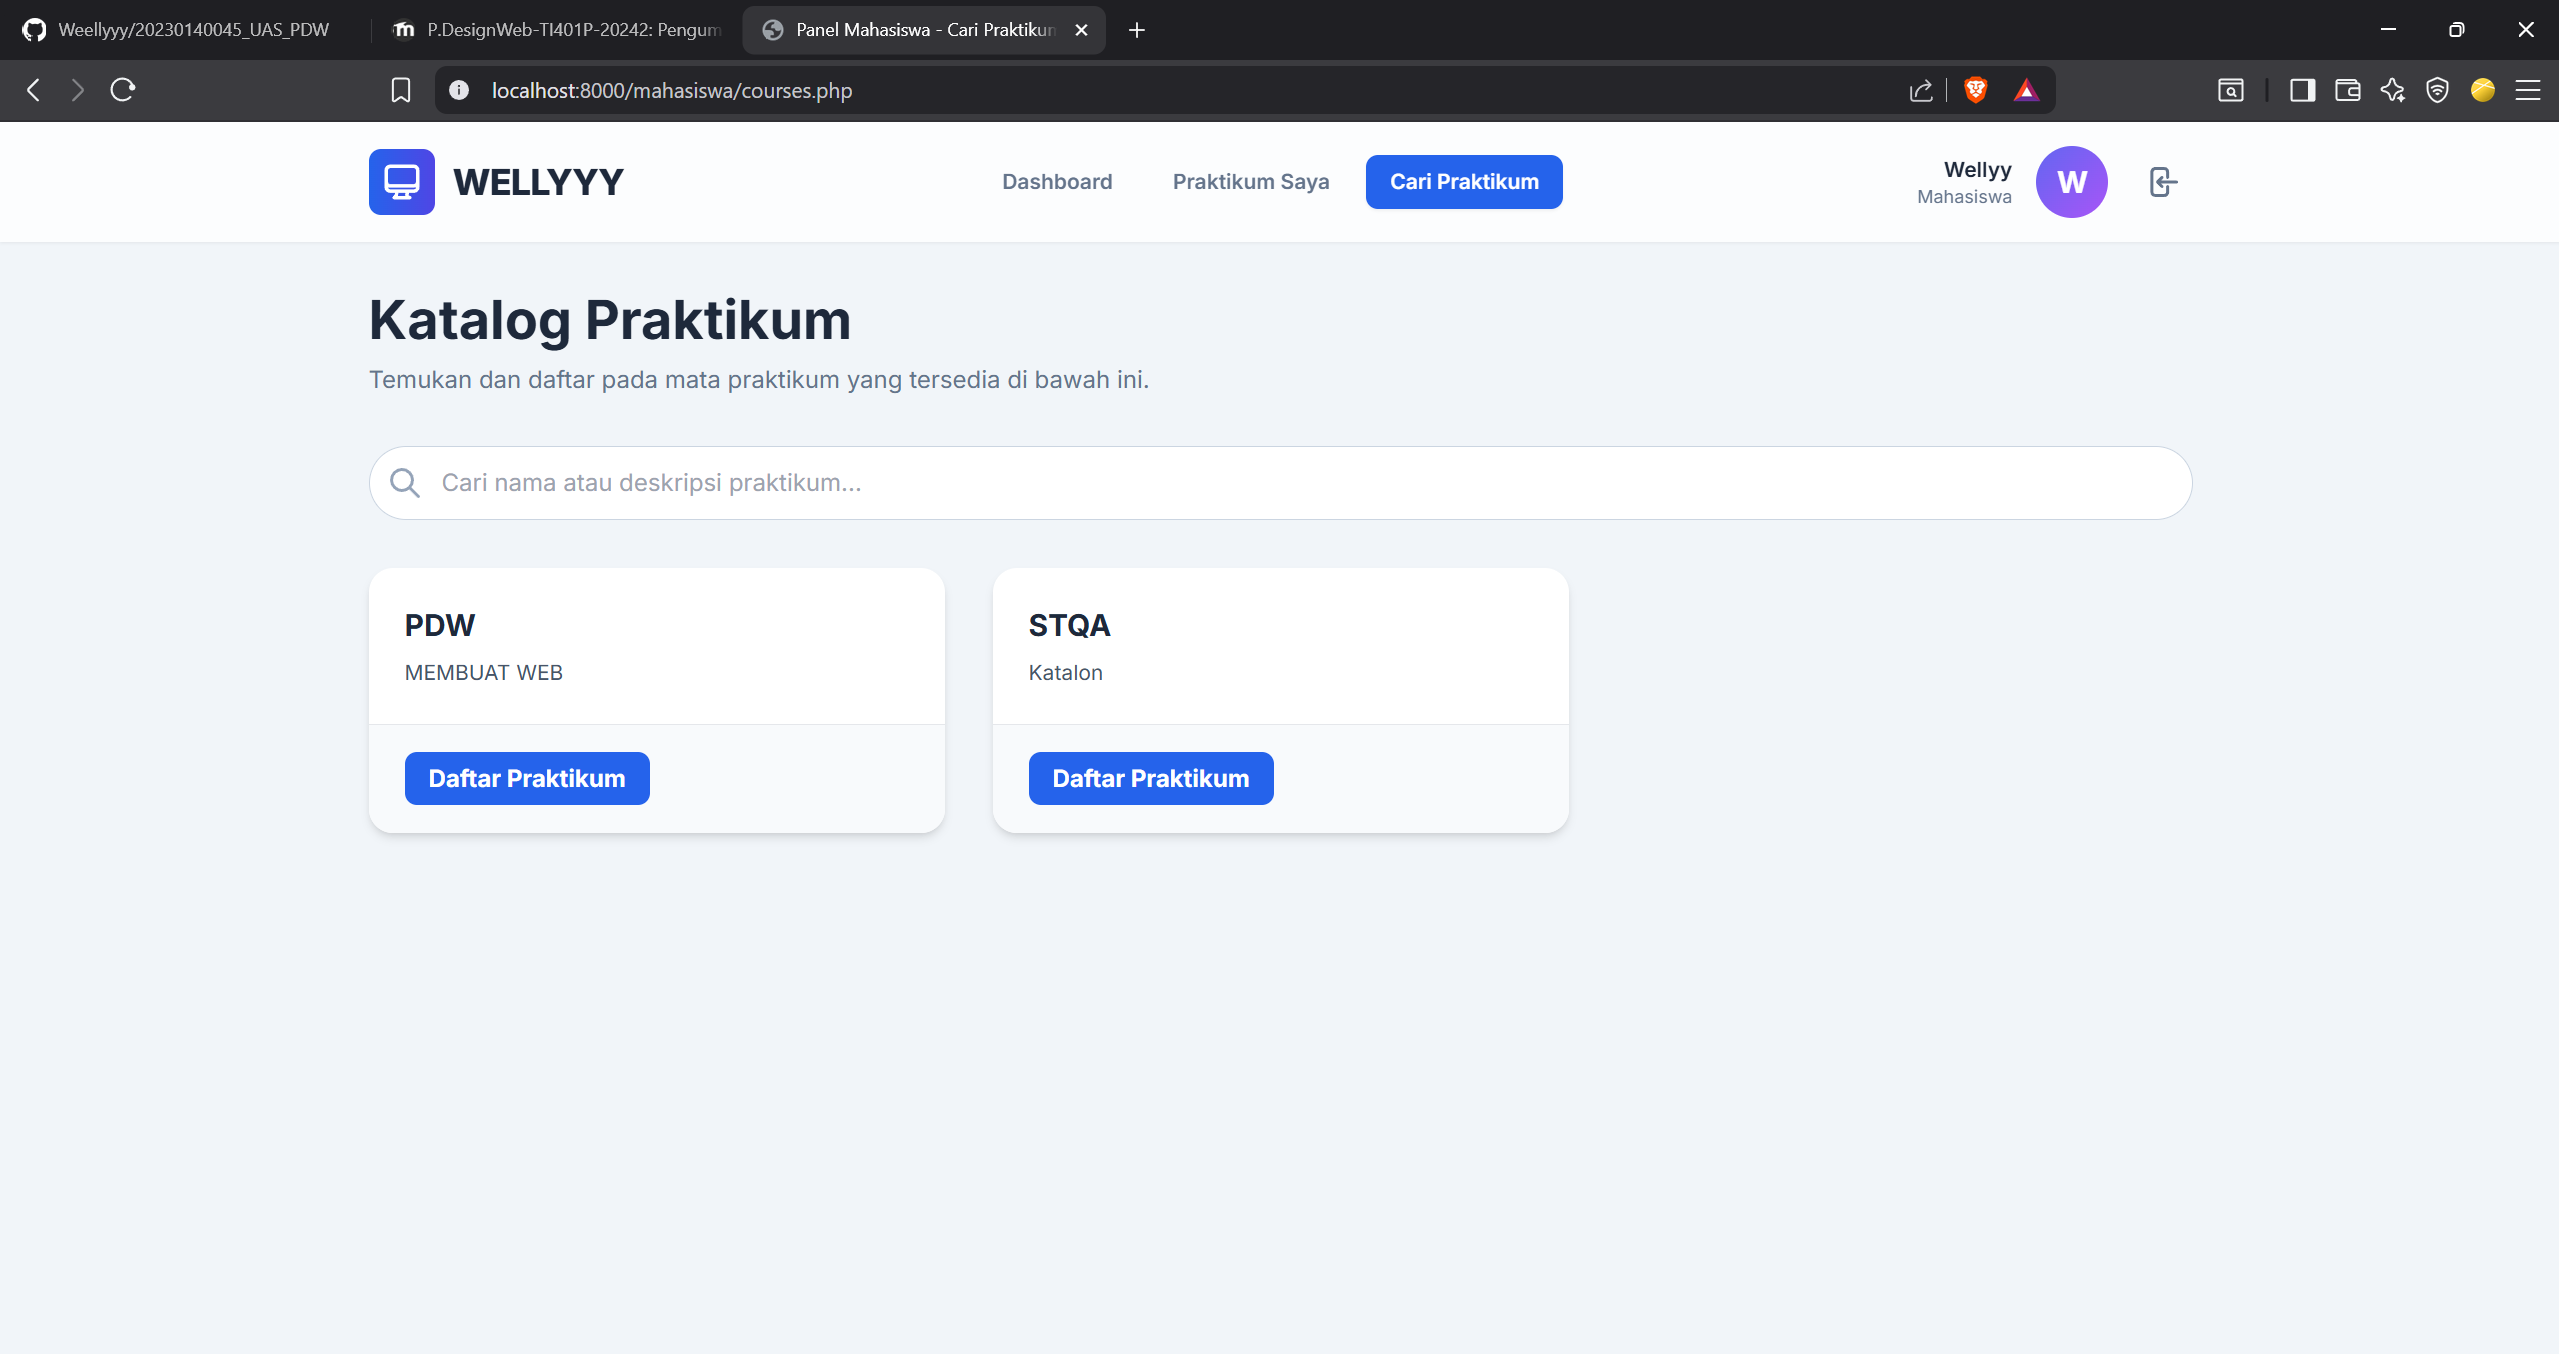 Weellyyy/20230140045_UAS_PDW
P.DesignWeb-TI401P-20242: Pengum
Panel Mahasiswa - Cari Praktikum
localhost:8000/mahasiswa/courses.php
WELLYYY
Dashboard
Praktikum Saya
Cari Praktikum
Wellyy
Mahasiswa
W
Katalog Praktikum
Temukan dan daftar pada mata praktikum yang tersedia di bawah ini.
Cari nama atau deskripsi praktikum...
PDW
MEMBUAT WEB
Daftar Praktikum
STQA
Katalon
Daftar Praktikum